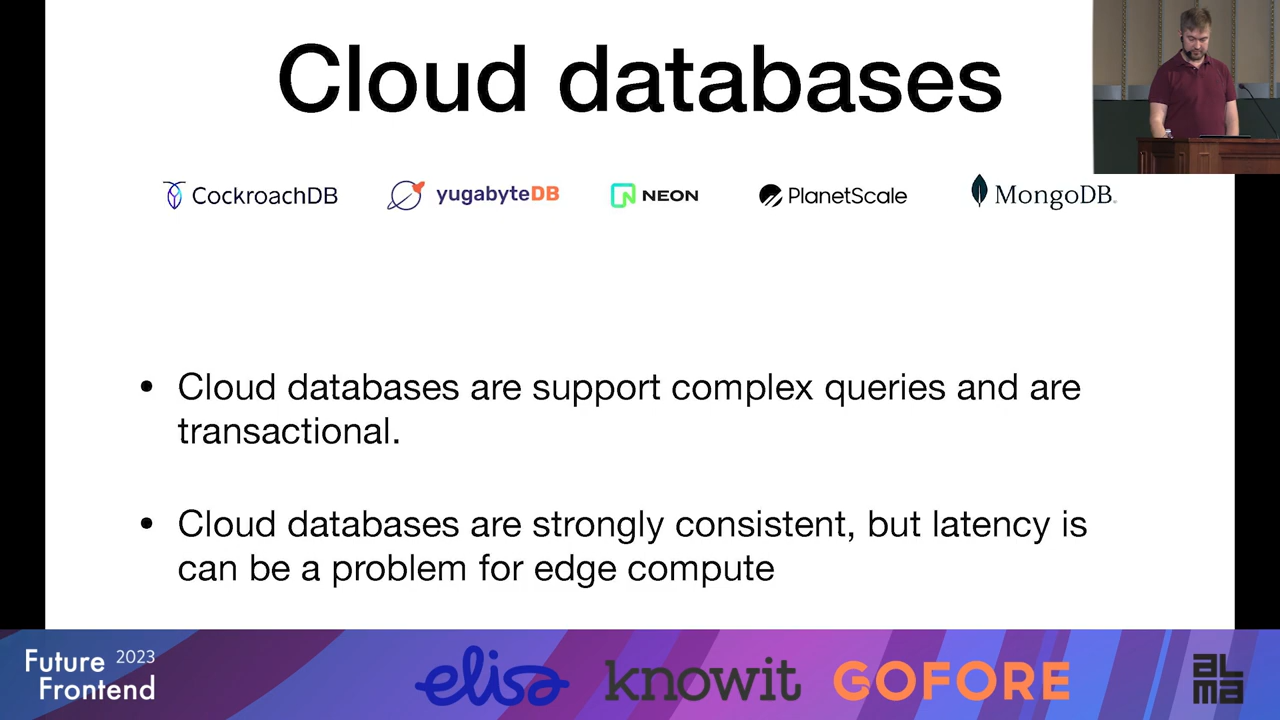 Cloud databases
CockroachDB
yugabyteDB
NEON
PlanetScale
MongoDB.
• Cloud databases are support complex queries and are
transactional.
• Cloud databases are strongly consistent, but latency is
can be a problem for edge compute
Future 2023
Frontend
elisa
knowit
GOFORE
ALMA